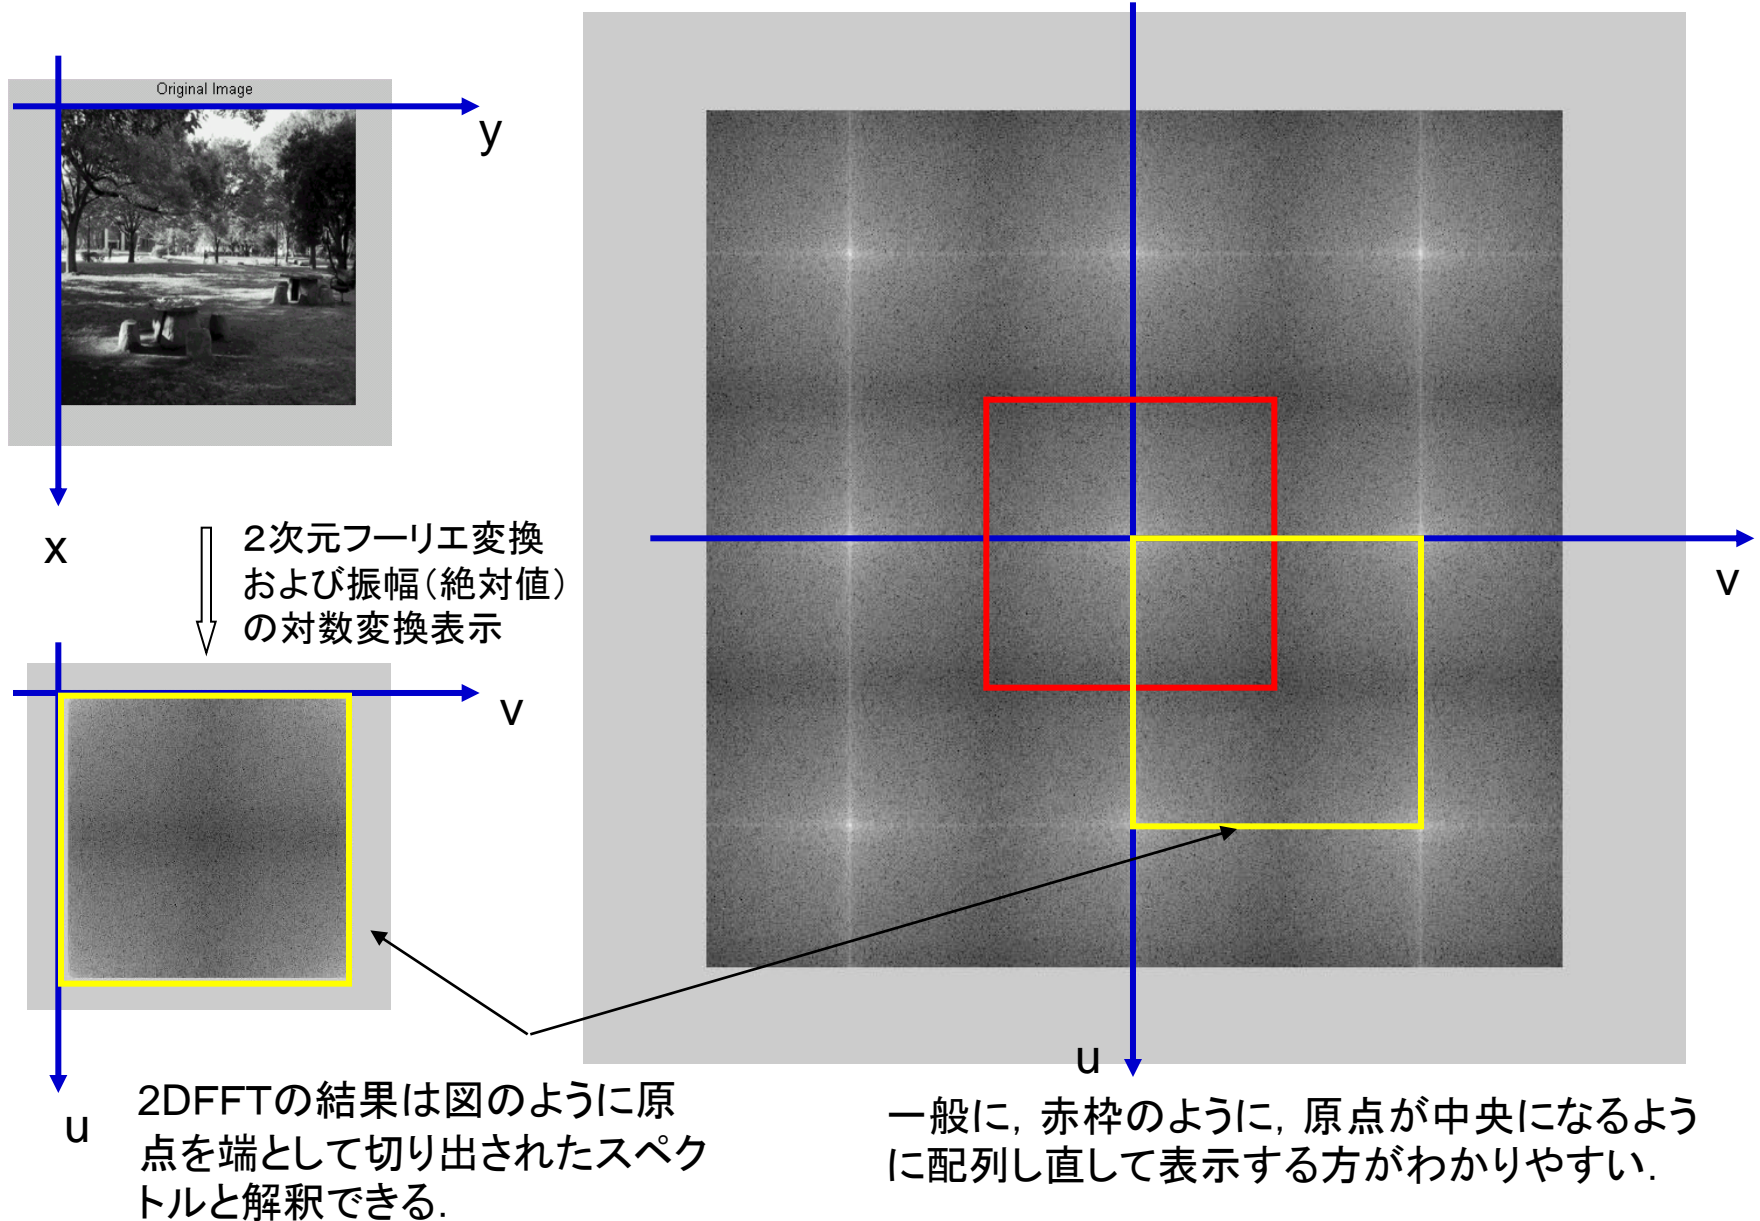 Original Image
y
x
2次元フーリエ変換
および振幅(絶対値)
の対数変換表示
v
u
2DFFTの結果は図のように原
点を端として切り出されたスペク
トルと解釈できる.
v
u
一般に, 赤枠のように, 原点が中央になるよう
に配列し直して表示する方がわかりやすい.